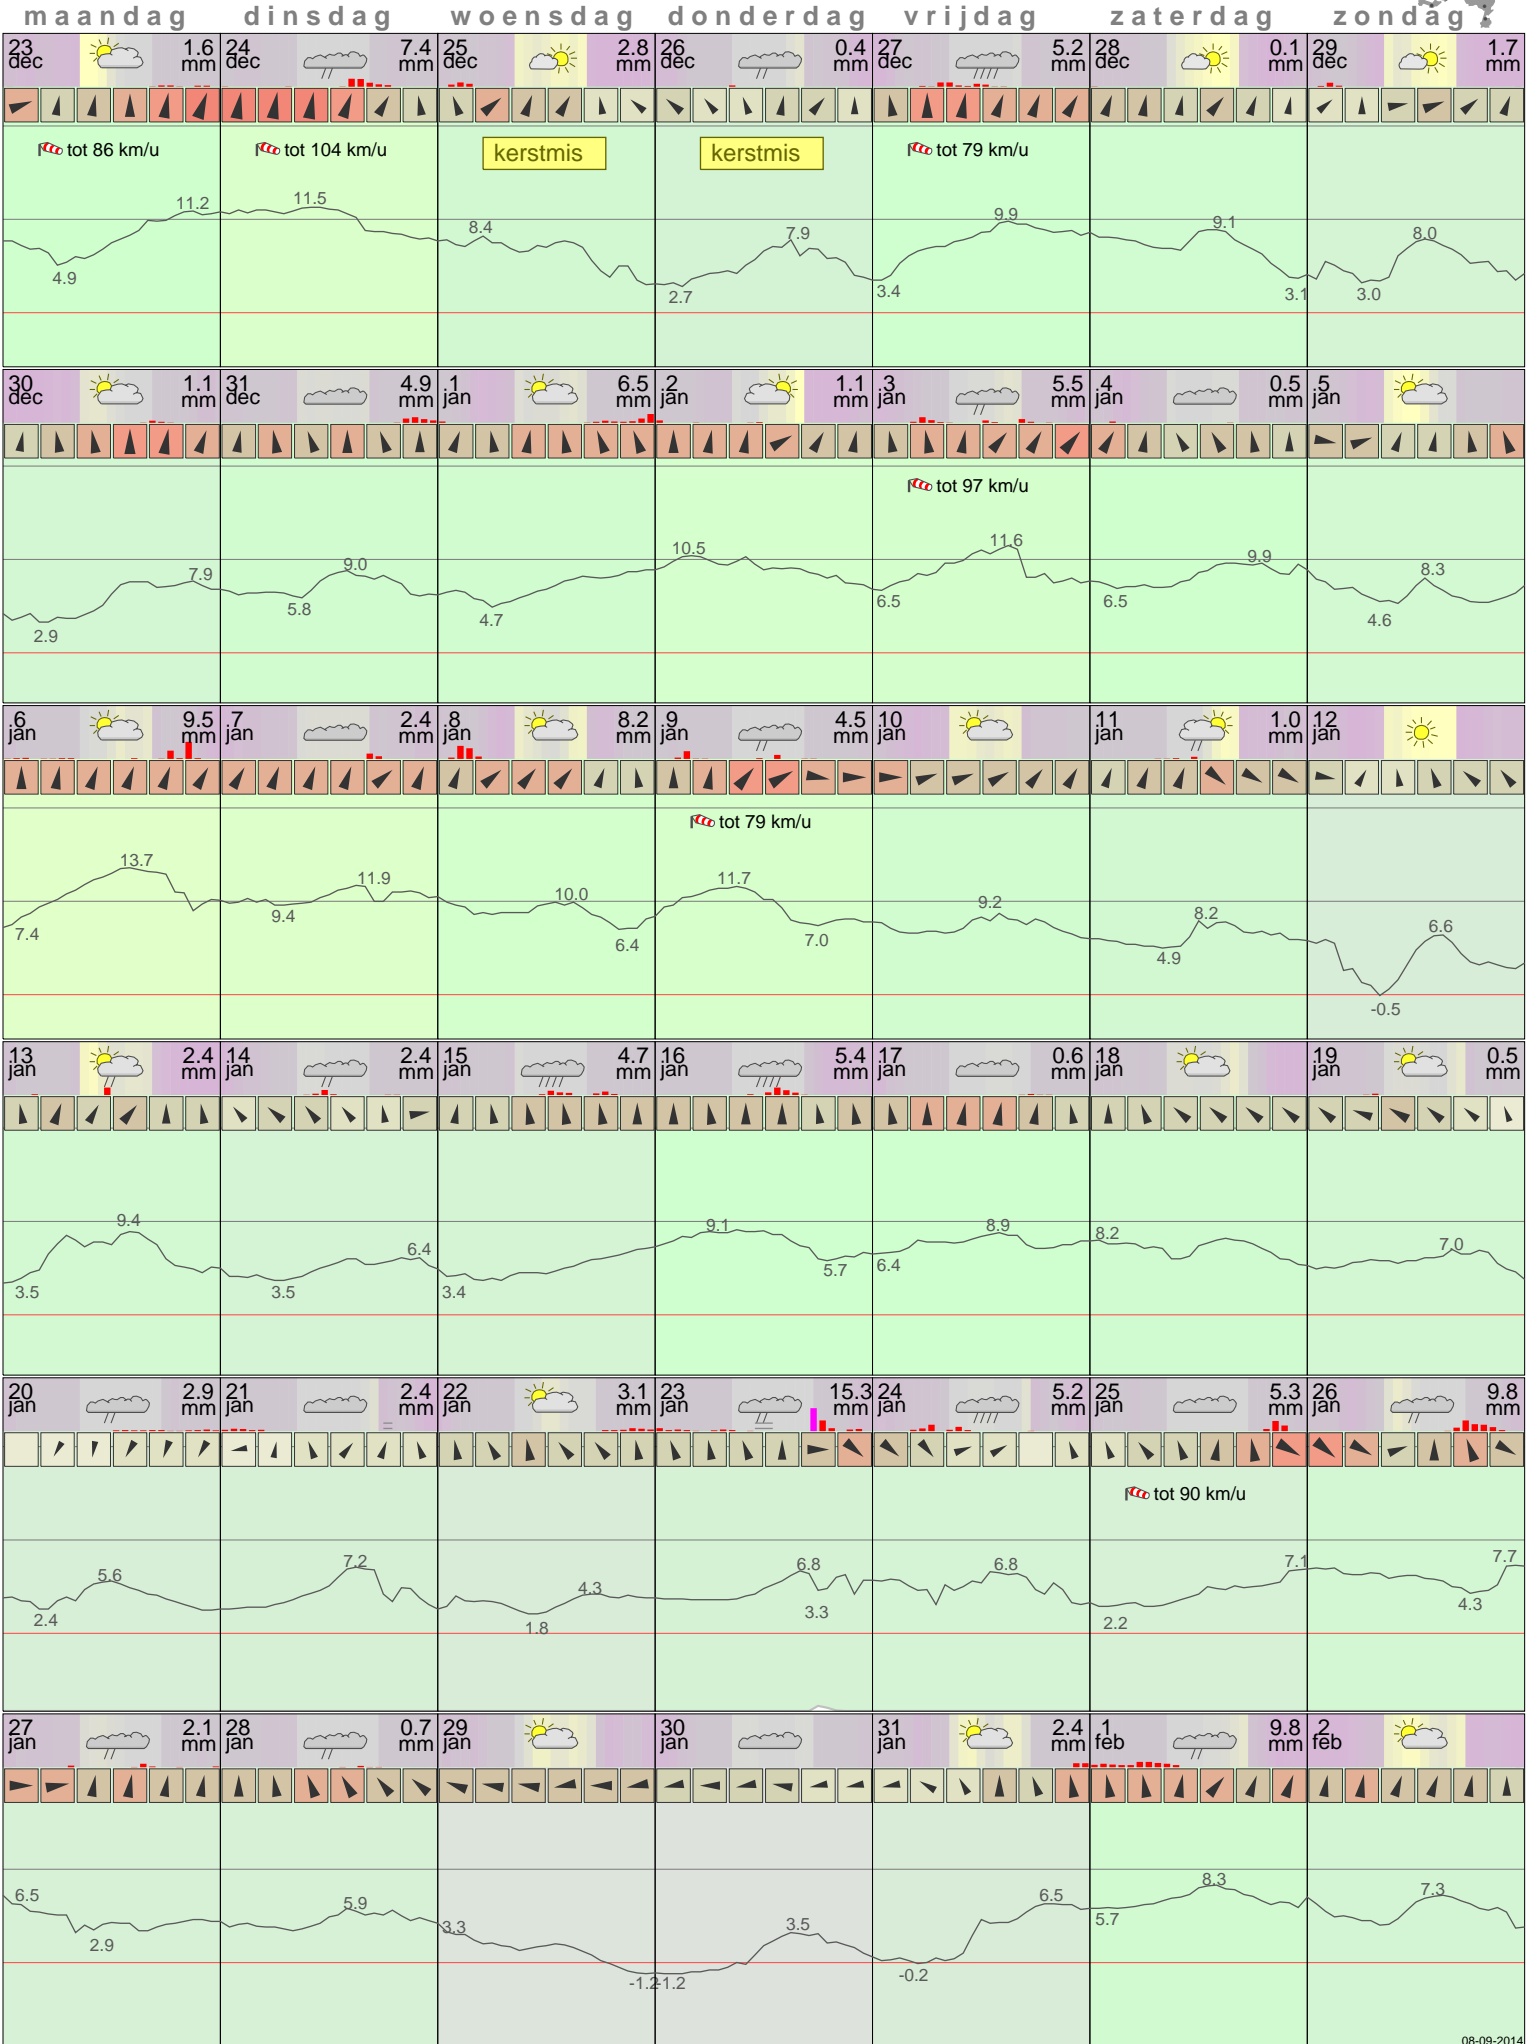 maandag dinsdag woensdag donderdag vrijdag zaterdag zondag
23 dec 1.6 mm 24 dec 7.4 mm 25 dec 2.8 mm 26 dec 0.4 mm 27 dec 5.2 mm 28 dec 0.1 mm 29 dec 1.7 mm
tot 86 km/u tot 104 km/u kerstmis kerstmis tot 79 km/u
11.2 11.5 8.4 7.9 9.9 9.1 8.0
4.9 2.7 3.4 3.1 3.0
30 dec 1.1 mm 31 dec 4.9 mm .1 jan 6.5 mm .2 jan 1.1 mm .3 jan 5.5 mm .4 jan 0.5 mm .5 jan
tot 97 km/u
7.9 9.0 10.5 11.6 9.9 8.3
2.9 5.8 4.7 6.5 6.5 4.6
.6 jan 9.5 mm .7 jan 2.4 mm .8 jan 8.2 mm .9 jan 4.5 mm 10 jan 11 jan 1.0 mm 12 jan
tot 79 km/u
13.7 11.9 10.0 11.7 9.2 8.2 6.6
7.4 9.4 6.4 7.0 4.9 -0.5
13 jan 2.4 mm 14 jan 2.4 mm 15 jan 4.7 mm 16 jan 5.4 mm 17 jan 0.6 mm 18 jan 19 jan 0.5 mm
9.4 6.4 9.1 8.9 8.2 7.0
3.5 3.5 3.4 5.7 6.4
20 jan 2.9 mm 21 jan 2.4 mm 22 jan 3.1 mm 23 jan 15.3 mm 24 jan 5.2 mm 25 jan 5.3 mm 26 jan 9.8 mm
tot 90 km/u
5.6 7.2 4.3 6.8 6.8 7.1 7.7
2.4 1.8 3.3 2.2 4.3
27 jan 2.1 mm 28 jan 0.7 mm 29 jan 30 jan 31 jan 2.4 mm .1 feb 9.8 mm .2 feb
6.5 5.9 3.3 3.5 6.5 8.3 7.3
2.9 -1.2 -1.2 -0.2 5.7
08-09-2014